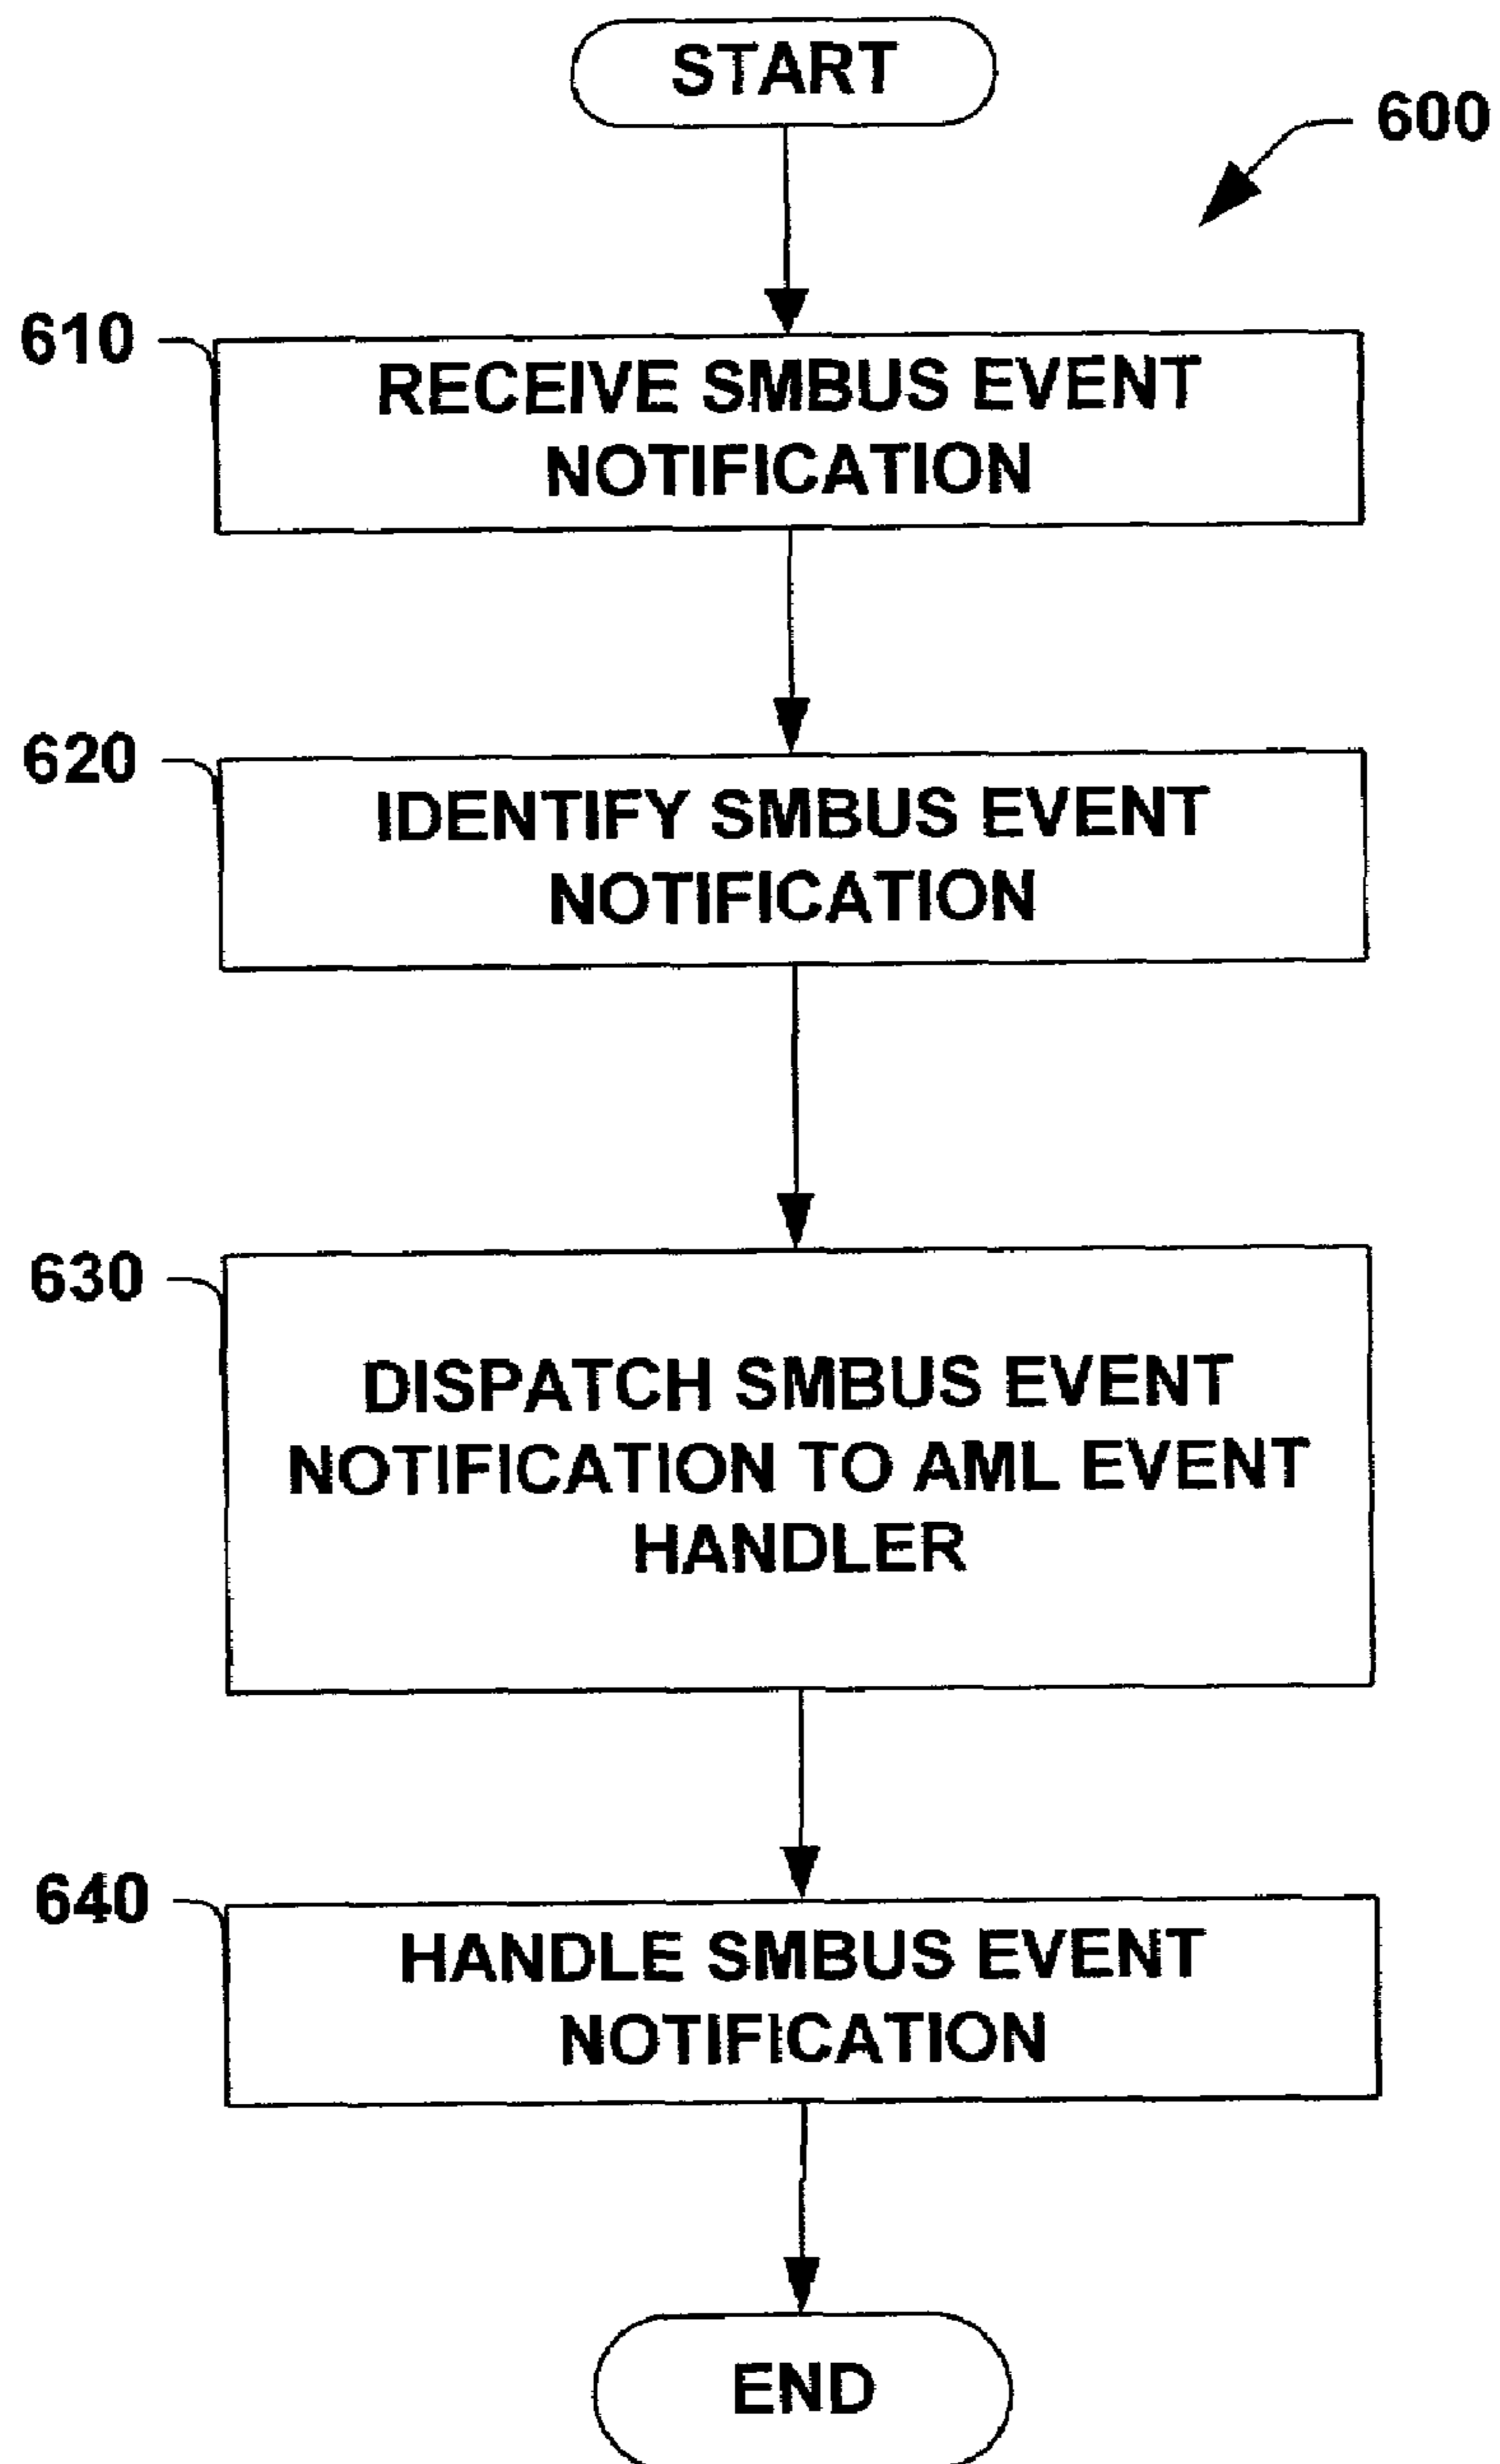 START
600
610
RECEIVE SMBUS EVENT
NOTIFICATION
620
IDENTIFY SMBUS EVENT
NOTIFICATION
630
DISPATCH SMBUS EVENT
NOTIFICATION TO AML EVENT
HANDLER
640
HANDLE SMBUS EVENT
NOTIFICATION
END